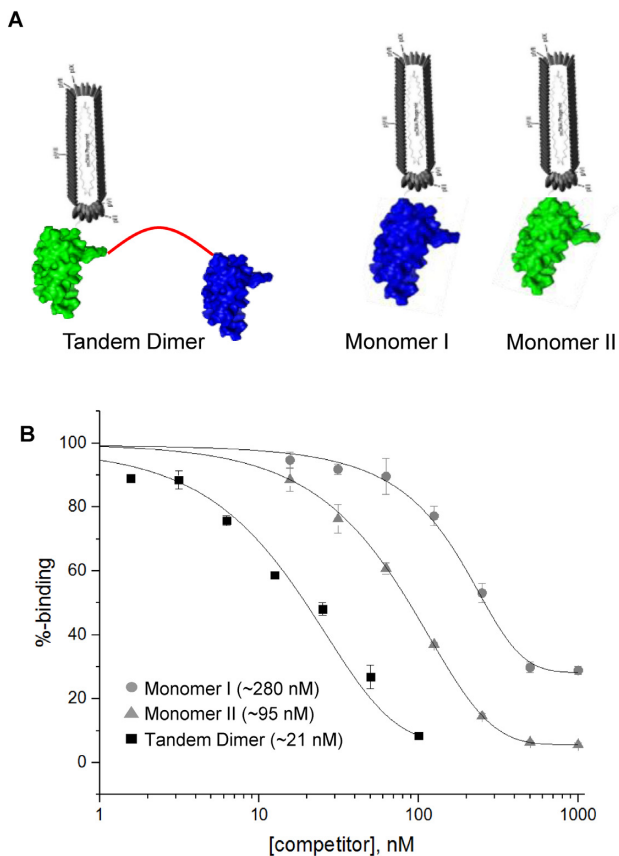 A
Tandem Dimer
Monomer I
Monomer II
B
100
80
60
40
20
0
%-binding
Monomer I (~280 nM)
Monomer II (~95 nM)
Tandem Dimer (~21 nM)
1
10
100
1000
[competitor], nM